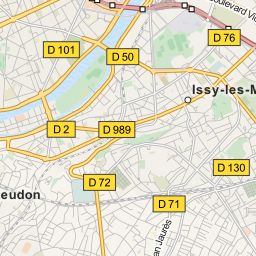 Boulevard Vic
D 76
D 101
D 50
Issy-les-M
D 2
D 989
D 130
D 72
eudon
D 71
an Jaurès